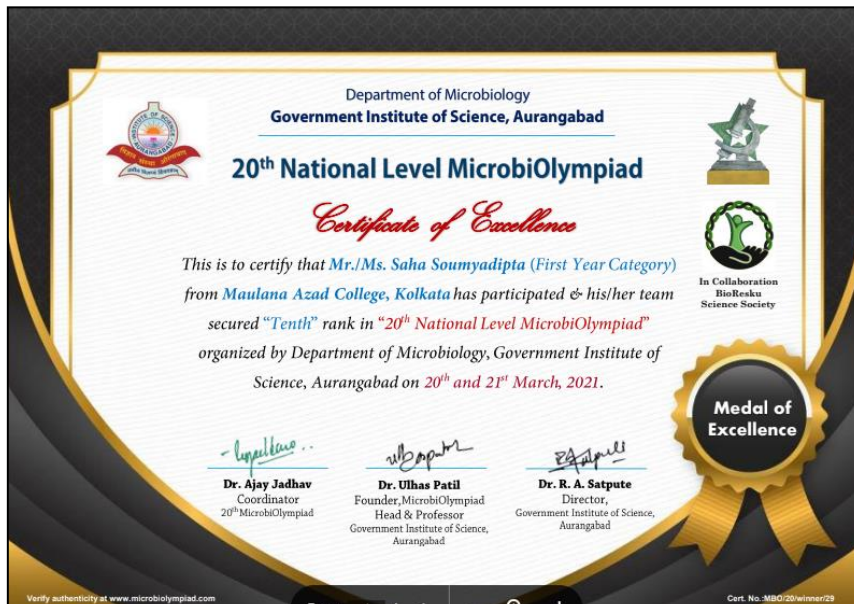 Department of Microbiology
Government Institute of Science, Aurangabad
20th National Level MicrobiOlympiad
Certificate of Excellence
This is to certify that Mr./Ms. Saha Soumyadipta (First Year Category)
from Maulana Azad College, Kolkata has participated & his/her team
secured “Tenth” rank in “20th National Level MicrobiOlympiad”
organized by Department of Microbiology, Government Institute of
Science, Aurangabad on 20th and 21st March, 2021.
INSTITUTE OF SCIENCE
AURANGABAD
In Collaboration
BioResku
Science Society
Medal of
Excellence
Dr. Ajay Jadhav
Coordinator
20th MicrobiOlympiad
Dr. Ulhas Patil
Founder,MicrobiOlympiad
Head & Professor
Government Institute of Science,
Aurangabad
Dr. R. A. Satpute
Director,
Government Institute of Science,
Aurangabad
Verify authenticity at www.microbiolympiad.com
Cert. No.:MBO/20/winner/29